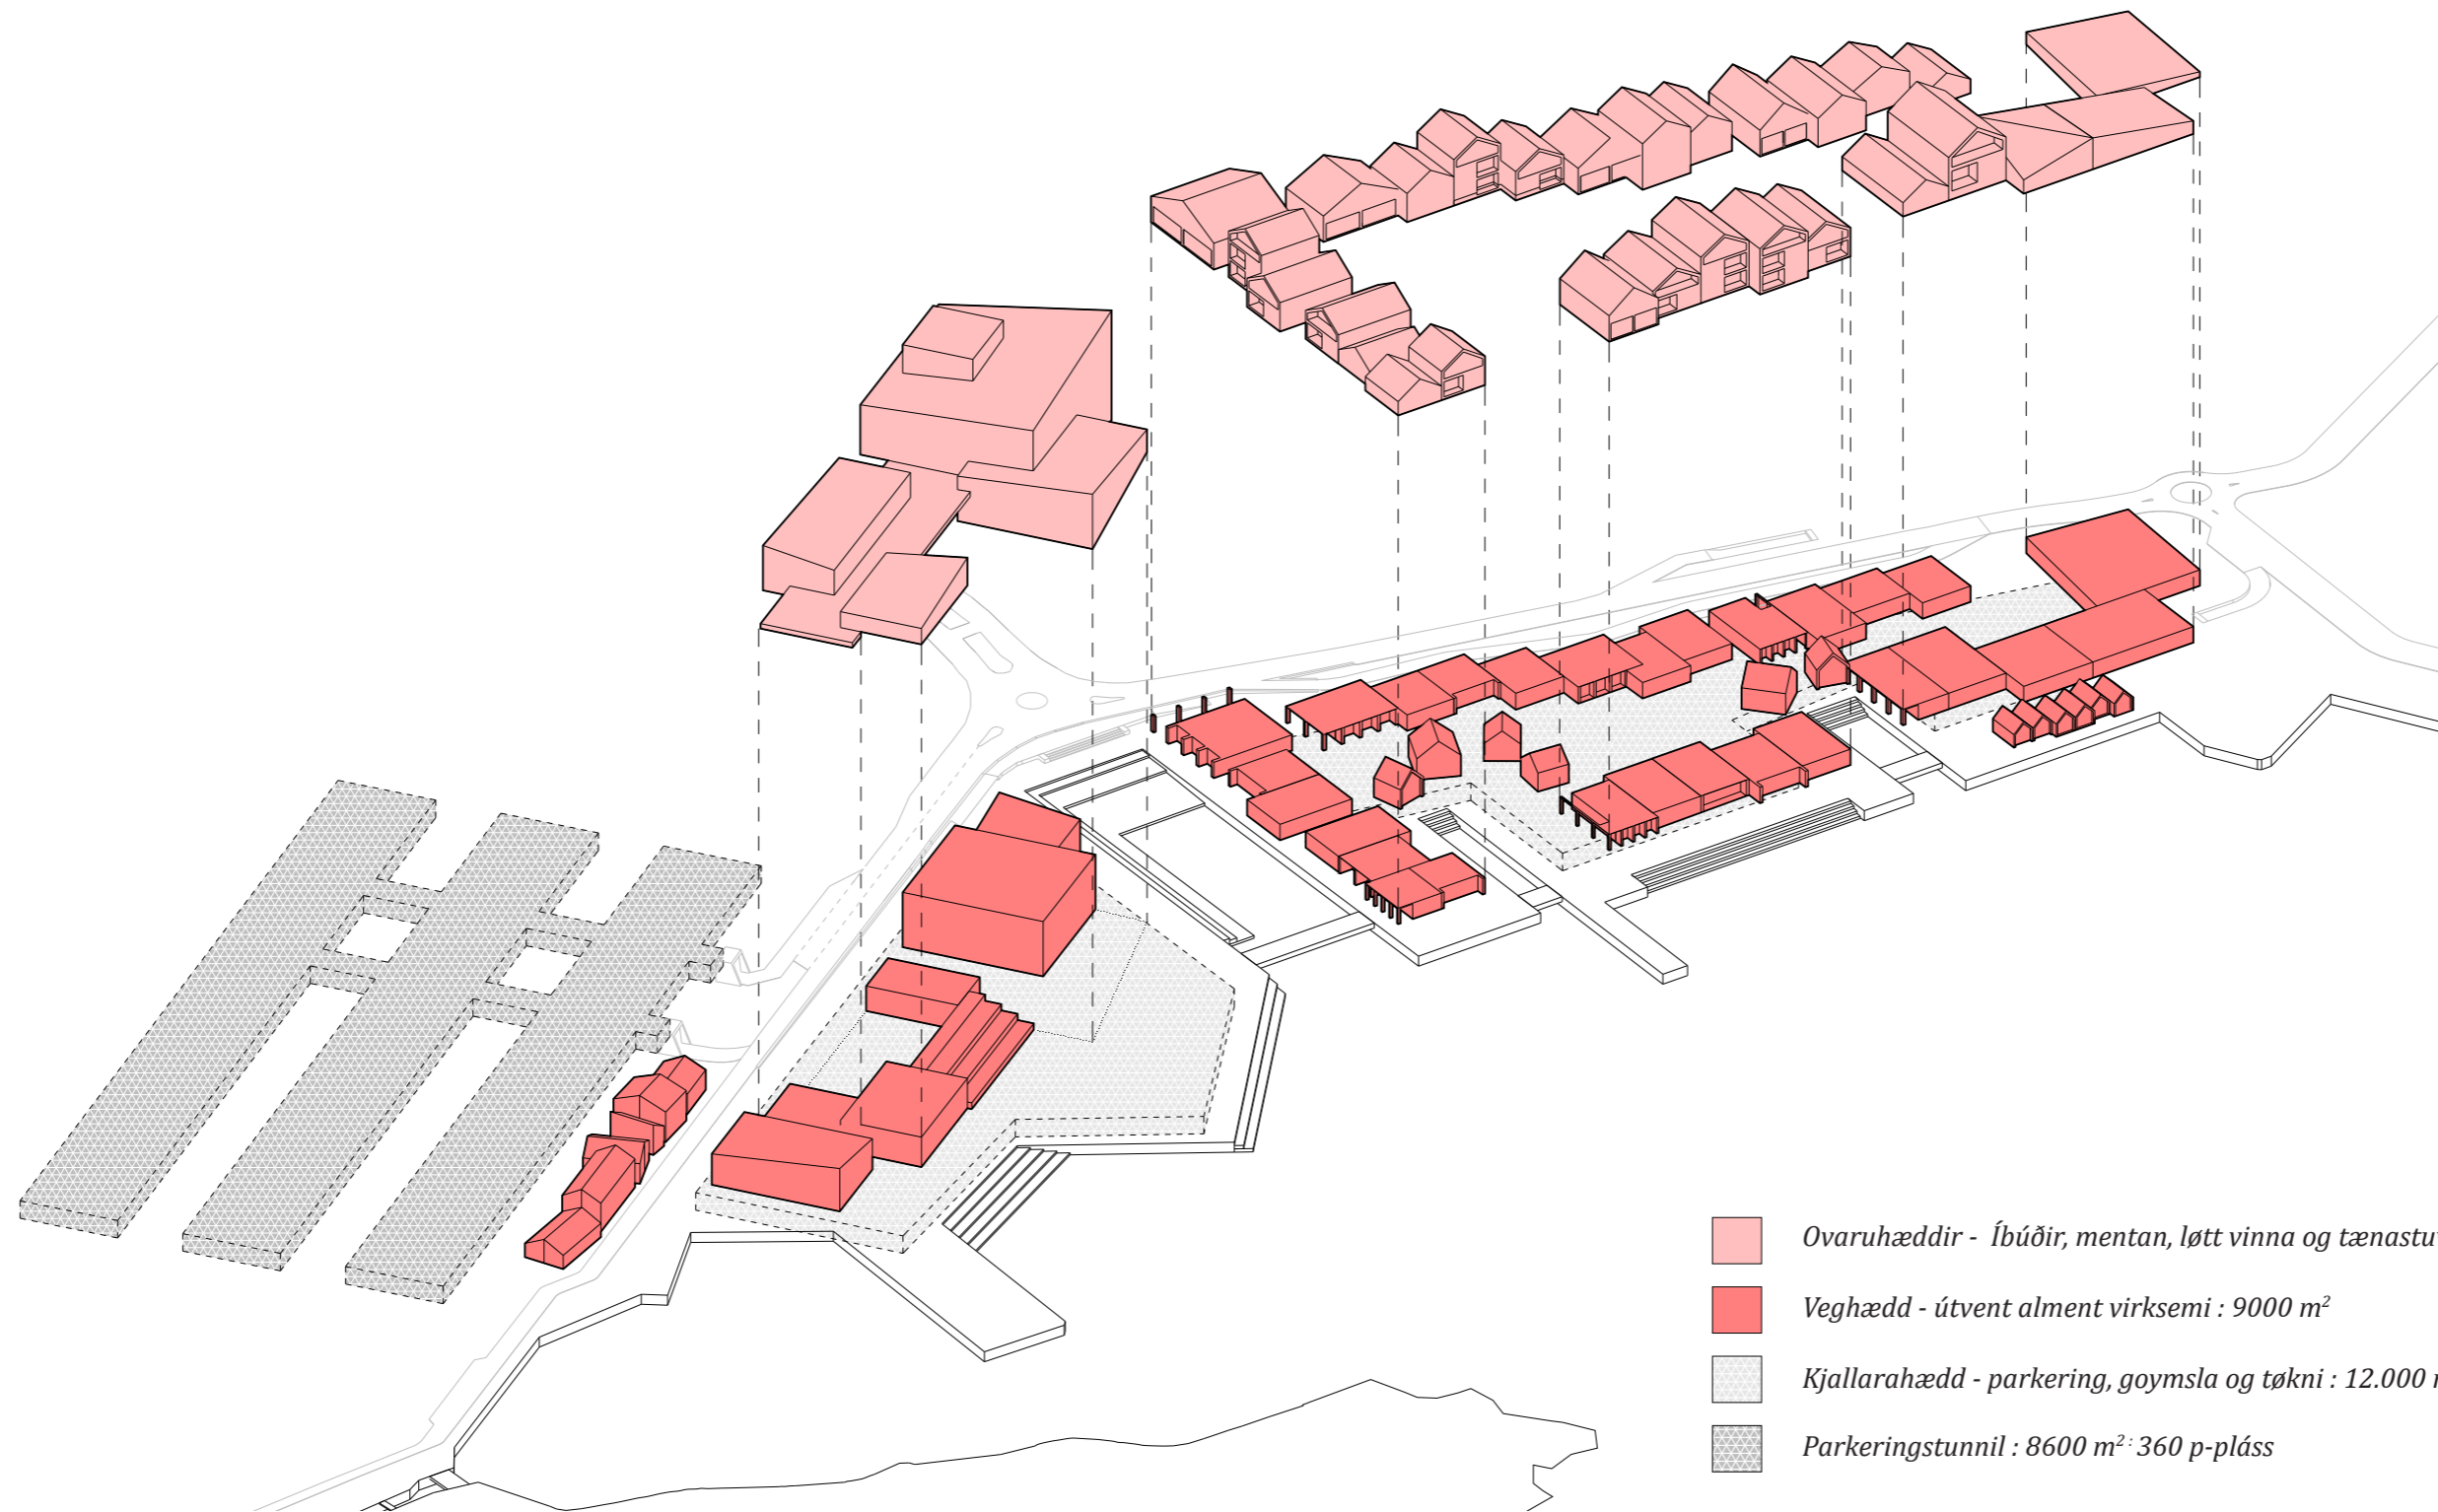 Ovaruhæddir - Íbúðir, mentan, løtt vinna og
Veghædd - útvent alment virksemi : 9000 m²
Kjallarahædd - parkering, goymsla og tøkni : 12.000
Parkeringstunnil : 8600 m² : 360 p-pláss